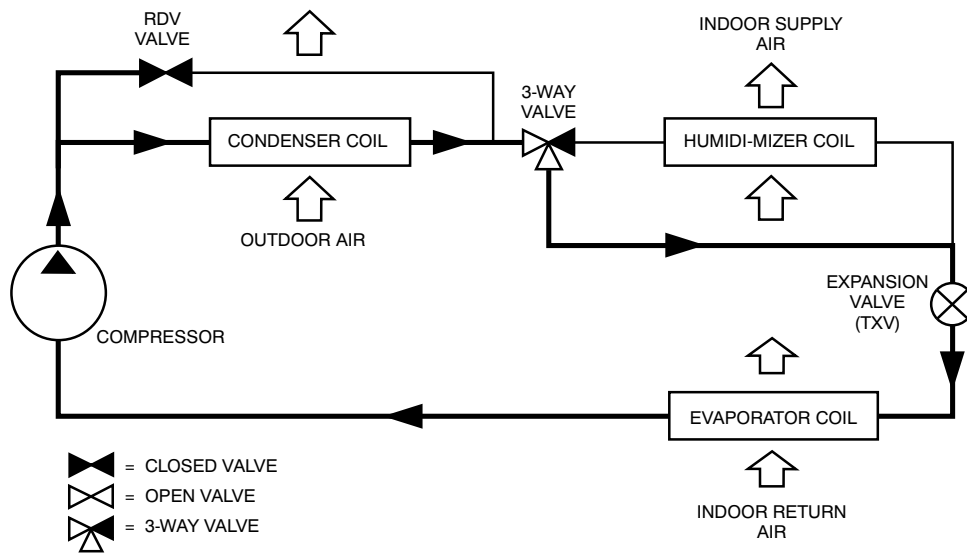 RDV
VALVE
INDOOR SUPPLY
AIR
3-WAY
VALVE
CONDENSER COIL
HUMIDI-MIZER COIL
OUTDOOR AIR
EXPANSION
VALVE
(TXV)
COMPRESSOR
EVAPORATOR COIL
= CLOSED VALVE
= OPEN VALVE
= 3-WAY VALVE
INDOOR RETURN
AIR